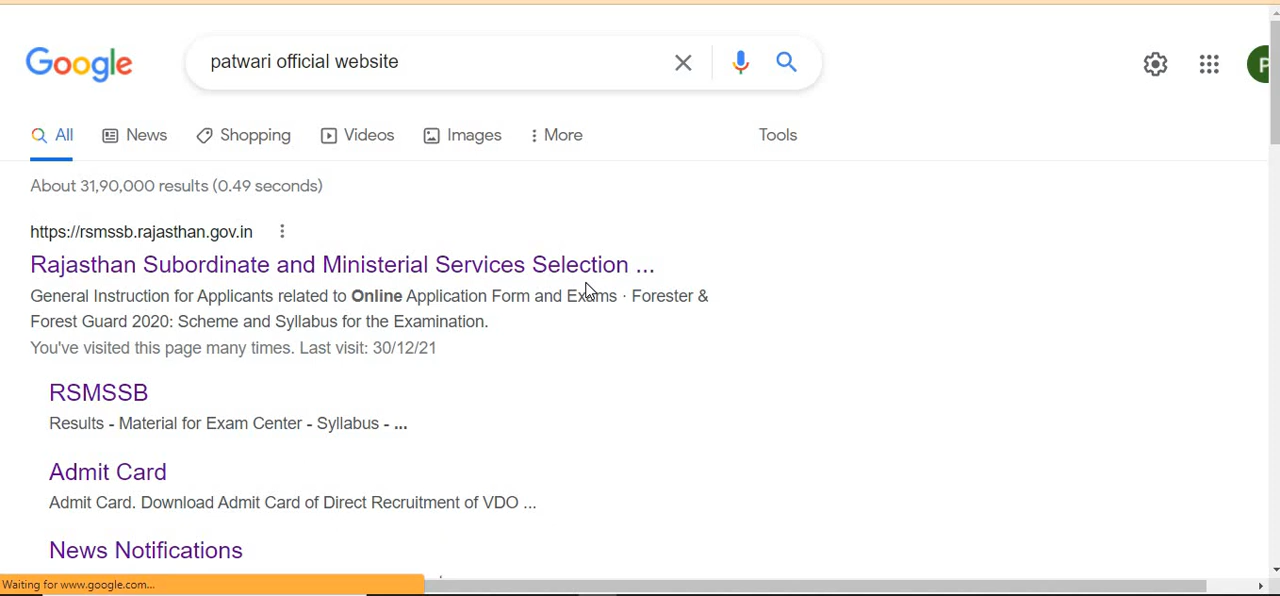 Google
patwari official website
P
All News Shopping Videos Images More Tools
About 31,90,000 results (0.49 seconds)
https://rsmssb.rajasthan.gov.in
Rajasthan Subordinate and Ministerial Services Selection ...
General Instruction for Applicants related to Online Application Form and Exams · Forester &
Forest Guard 2020: Scheme and Syllabus for the Examination.
You've visited this page many times. Last visit: 30/12/21
RSMSSB
Results - Material for Exam Center - Syllabus - ...
Admit Card
Admit Card. Download Admit Card of Direct Recruitment of VDO ...
News Notifications
Waiting for www.google.com...